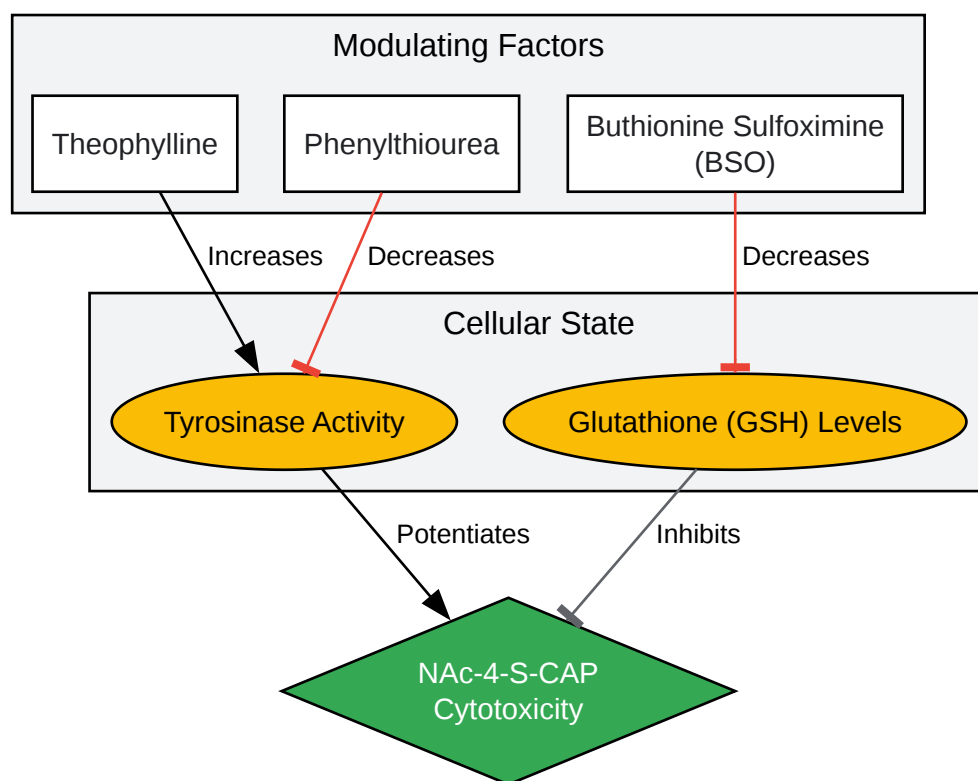 Modulating Factors
Theophylline
Phenylthiourea
Buthionine Sulfoximine
(BSO)
Increases
Decreases
Decreases
Cellular State
Tyrosinase Activity
Glutathione (GSH) Levels
Potentiates
Inhibits
NAc-4-S-CAP
Cytotoxicity